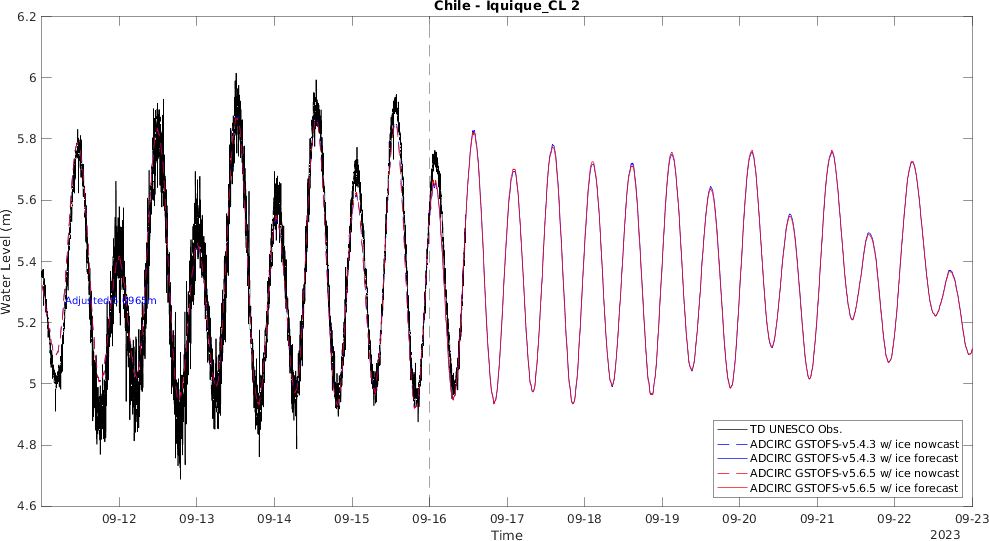 Chile - Iquique_CL 2
6.2
6
5.8
5.6
5.4
5.2
5
4.8
4.6
Water Level (m)
Adjusted
TD UNESCO Obs.
ADCIRC GSTOFS-v5.4.3 w/ ice nowcast
ADCIRC GSTOFS-v5.4.3 w/ ice forecast
ADCIRC GSTOFS-v5.6.5 w/ ice nowcast
ADCIRC GSTOFS-v5.6.5 w/ ice forecast
09-12 09-13 09-14 09-15 09-16 09-17 09-18 09-19 09-20 09-21 09-22 09-23
Time
2023